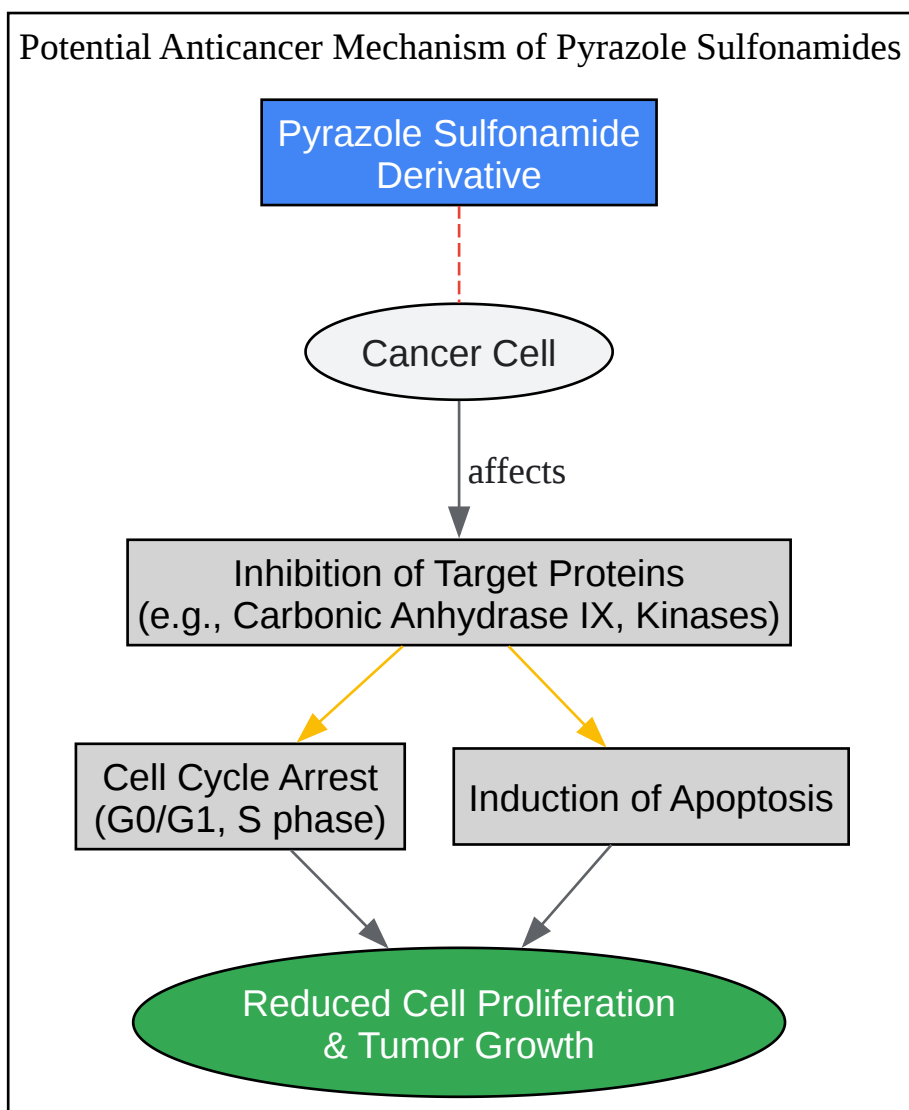 Potential Anticancer Mechanism of Pyrazole Sulfonamides
Pyrazole Sulfonamide
Derivative
Cancer Cell
affects
Inhibition of Target Proteins
(e.g., Carbonic Anhydrase IX, Kinases)
Cell Cycle Arrest
(G0/G1, S phase)
Induction of Apoptosis
Reduced Cell Proliferation
& Tumor Growth